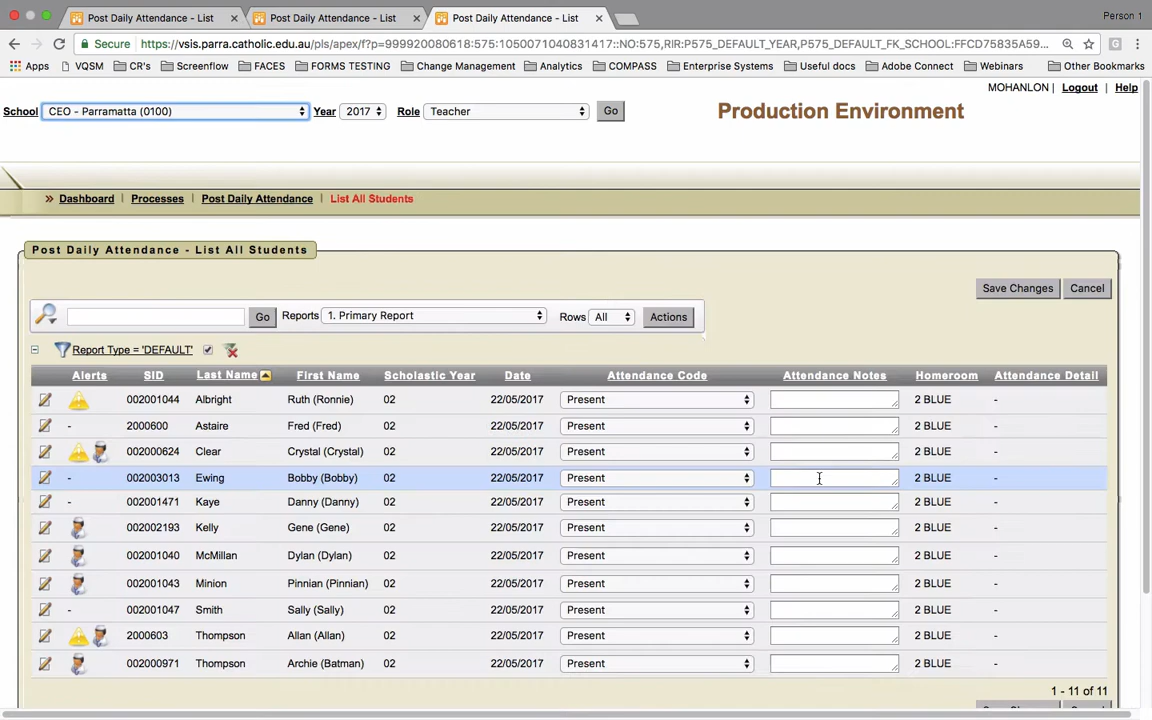 Post Daily Attendance - List
Post Daily Attendance - List
Post Daily Attendance - List
Person 1
Secure https://vsis.parra.catholic.edu.au/pls/apex/f?p=999920080618:575:1050071040831417::NO:575,RIR:P575_DEFAULT_YEAR,P575_DEFAULT_FK_SCHOOL:FFCD75835A59...
Apps VQSM CR's Screenflow FACES FORMS TESTING Change Management Analytics COMPASS Enterprise Systems Useful docs Adobe Connect Webinars Other Bookmarks
MOHANLON | Logout | Help
School CEO - Parramatta (0100) Year 2017 Role Teacher Go Production Environment
» Dashboard | Processes | Post Daily Attendance | List All Students
Post Daily Attendance - List All Students
Save Changes Cancel
Go Reports 1. Primary Report Rows All Actions
Report Type = 'DEFAULT'
Alerts SID Last Name First Name Scholastic Year Date Attendance Code Attendance Notes Homeroom Attendance Detail
002001044 Albright Ruth (Ronnie) 02 22/05/2017 Present 2 BLUE -
- 2000600 Astaire Fred (Fred) 02 22/05/2017 Present 2 BLUE -
002000624 Clear Crystal (Crystal) 02 22/05/2017 Present 2 BLUE -
- 002003013 Ewing Bobby (Bobby) 02 22/05/2017 Present 2 BLUE -
- 002001471 Kaye Danny (Danny) 02 22/05/2017 Present 2 BLUE -
002002193 Kelly Gene (Gene) 02 22/05/2017 Present 2 BLUE -
002001040 McMillan Dylan (Dylan) 02 22/05/2017 Present 2 BLUE -
002001043 Minion Pinnian (Pinnian) 02 22/05/2017 Present 2 BLUE -
- 002001047 Smith Sally (Sally) 02 22/05/2017 Present 2 BLUE -
2000603 Thompson Allan (Allan) 02 22/05/2017 Present 2 BLUE -
002000971 Thompson Archie (Batman) 02 22/05/2017 Present 2 BLUE -
1 - 11 of 11